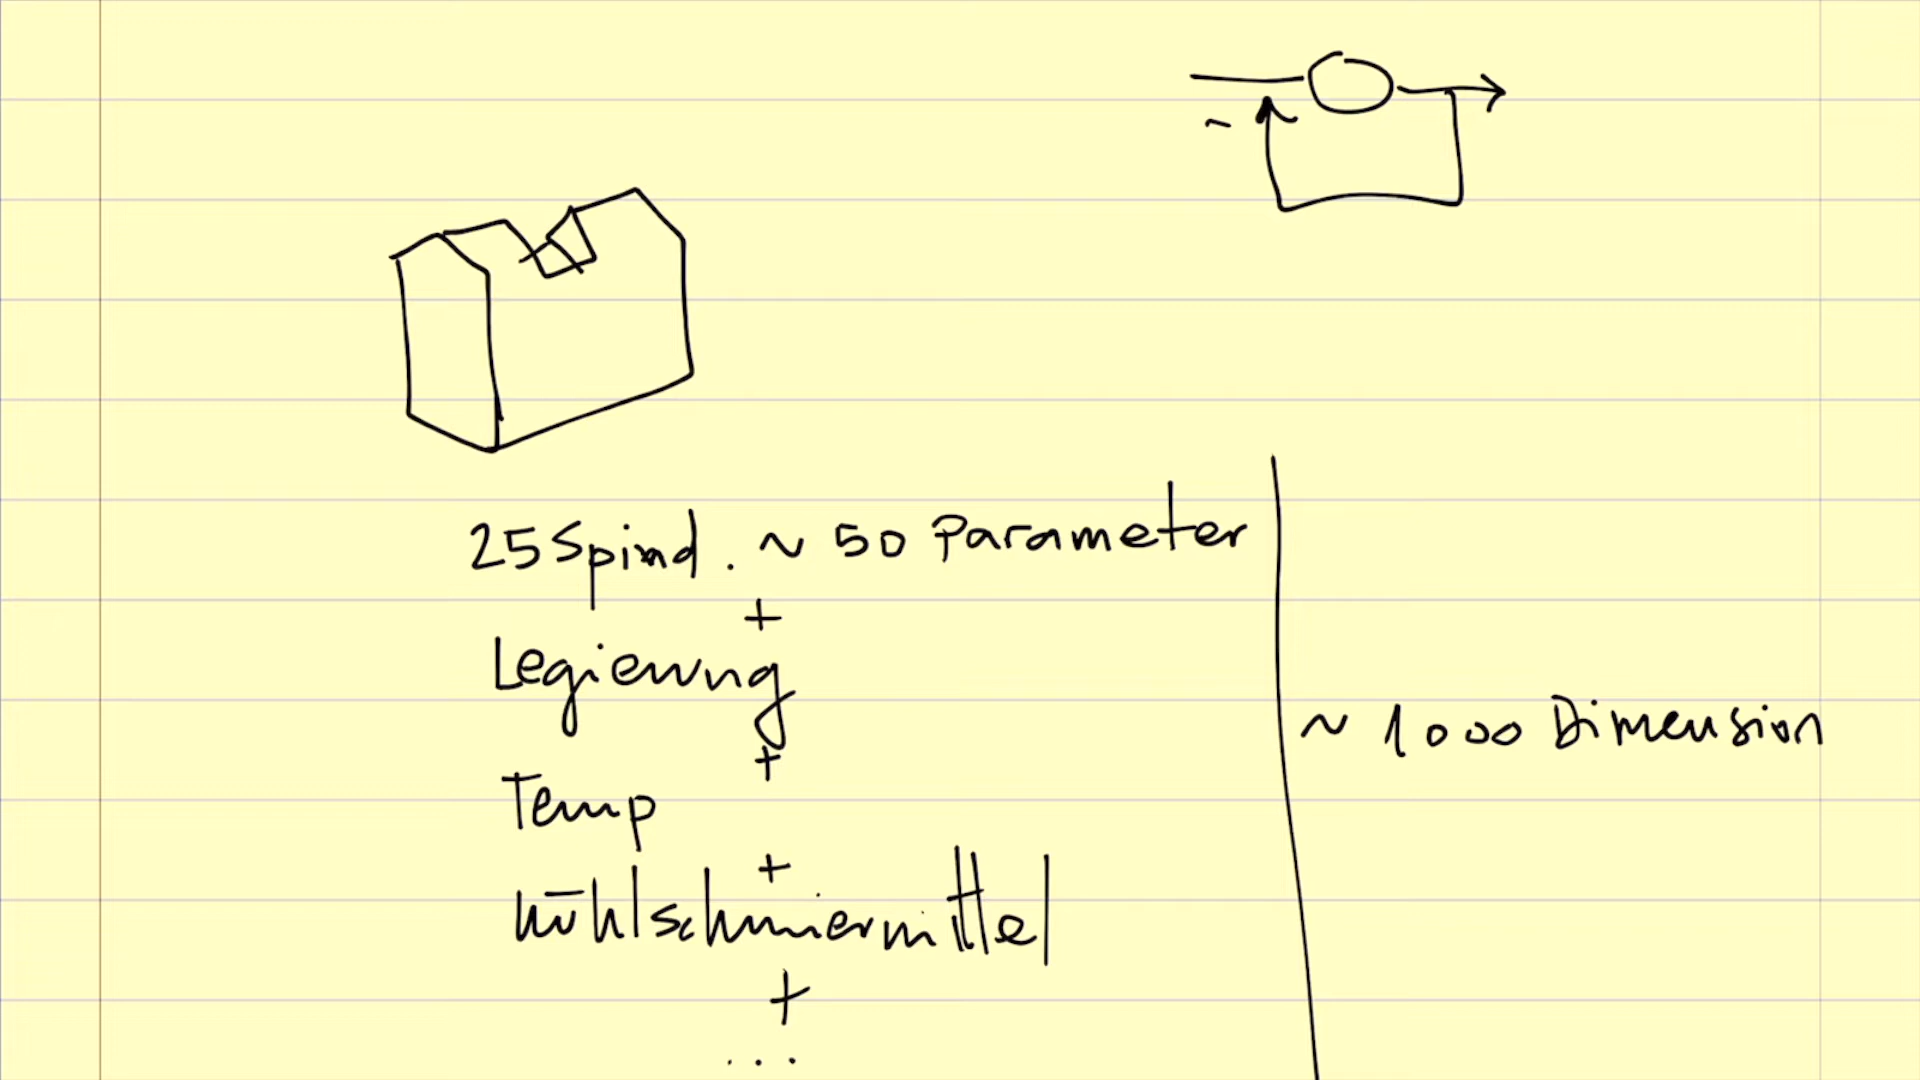 25 Spind. ~ 50 Parameter
+
Legierung
+
Temp
+
Kühlschmiermittel
+
...
~ 1000 Dimension